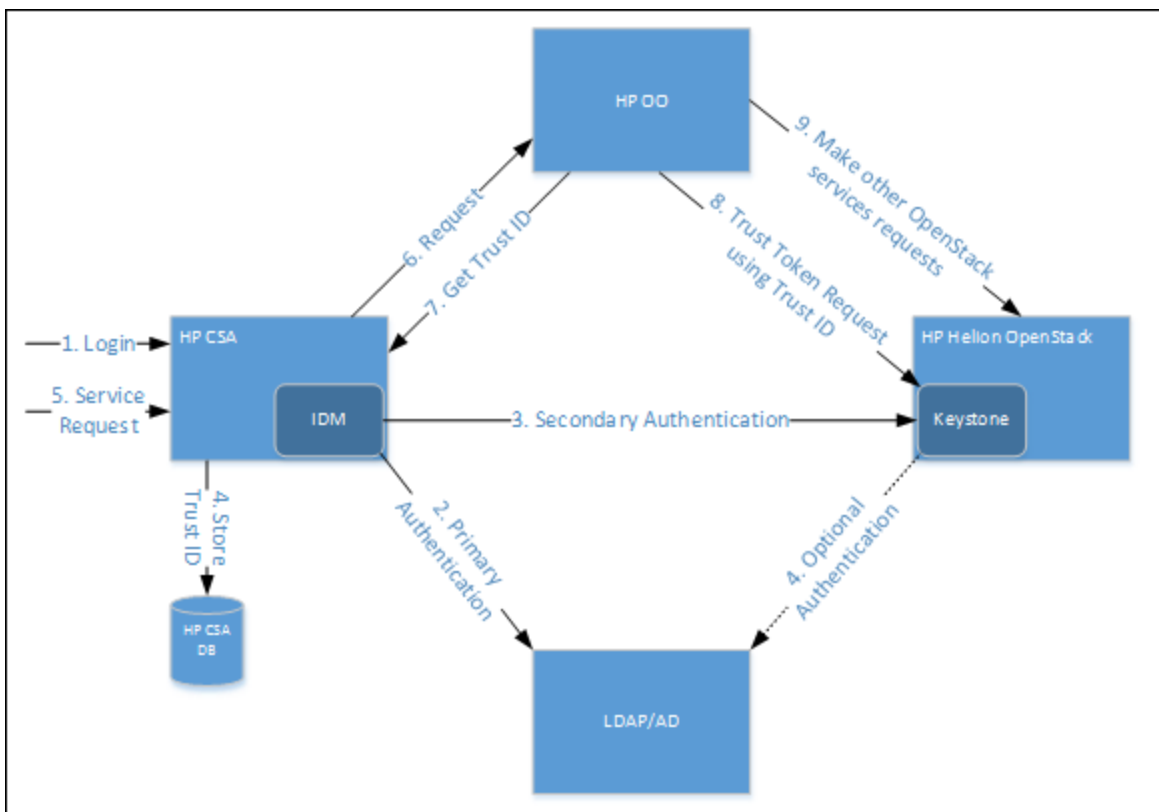 HP OO
9. Make other OpenStack
services requests
6. Request
7. Get Trust ID
8. Trust Token Request
using Trust ID
HP CSA
HP Helion OpenStack
1. Login
5. Service
Request
IDM
3. Secondary Authentication
Keystone
4. Store
Trust ID
2. Primary
Authentication
4. Optional
Authentication
HP CSA
DB
LDAP/AD